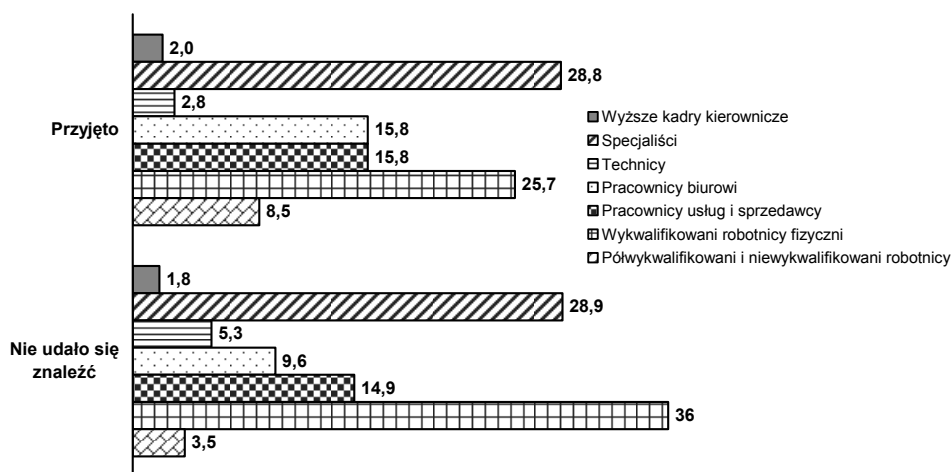 2,0
28,8
2,8
Przyjęto
15,8
15,8
25,7
8,5
Wyższe kadry kierownicze
Specjaliści
Technicy
Pracownicy biurowi
Pracownicy usług i sprzedawcy
Wykwalifikowani robotnicy fizyczni
Półwykwalifikowani i niewykwalifikowani robotnicy
1,8
28,9
5,3
Nie udało się
znaleźć
9,6
14,9
36
3,5